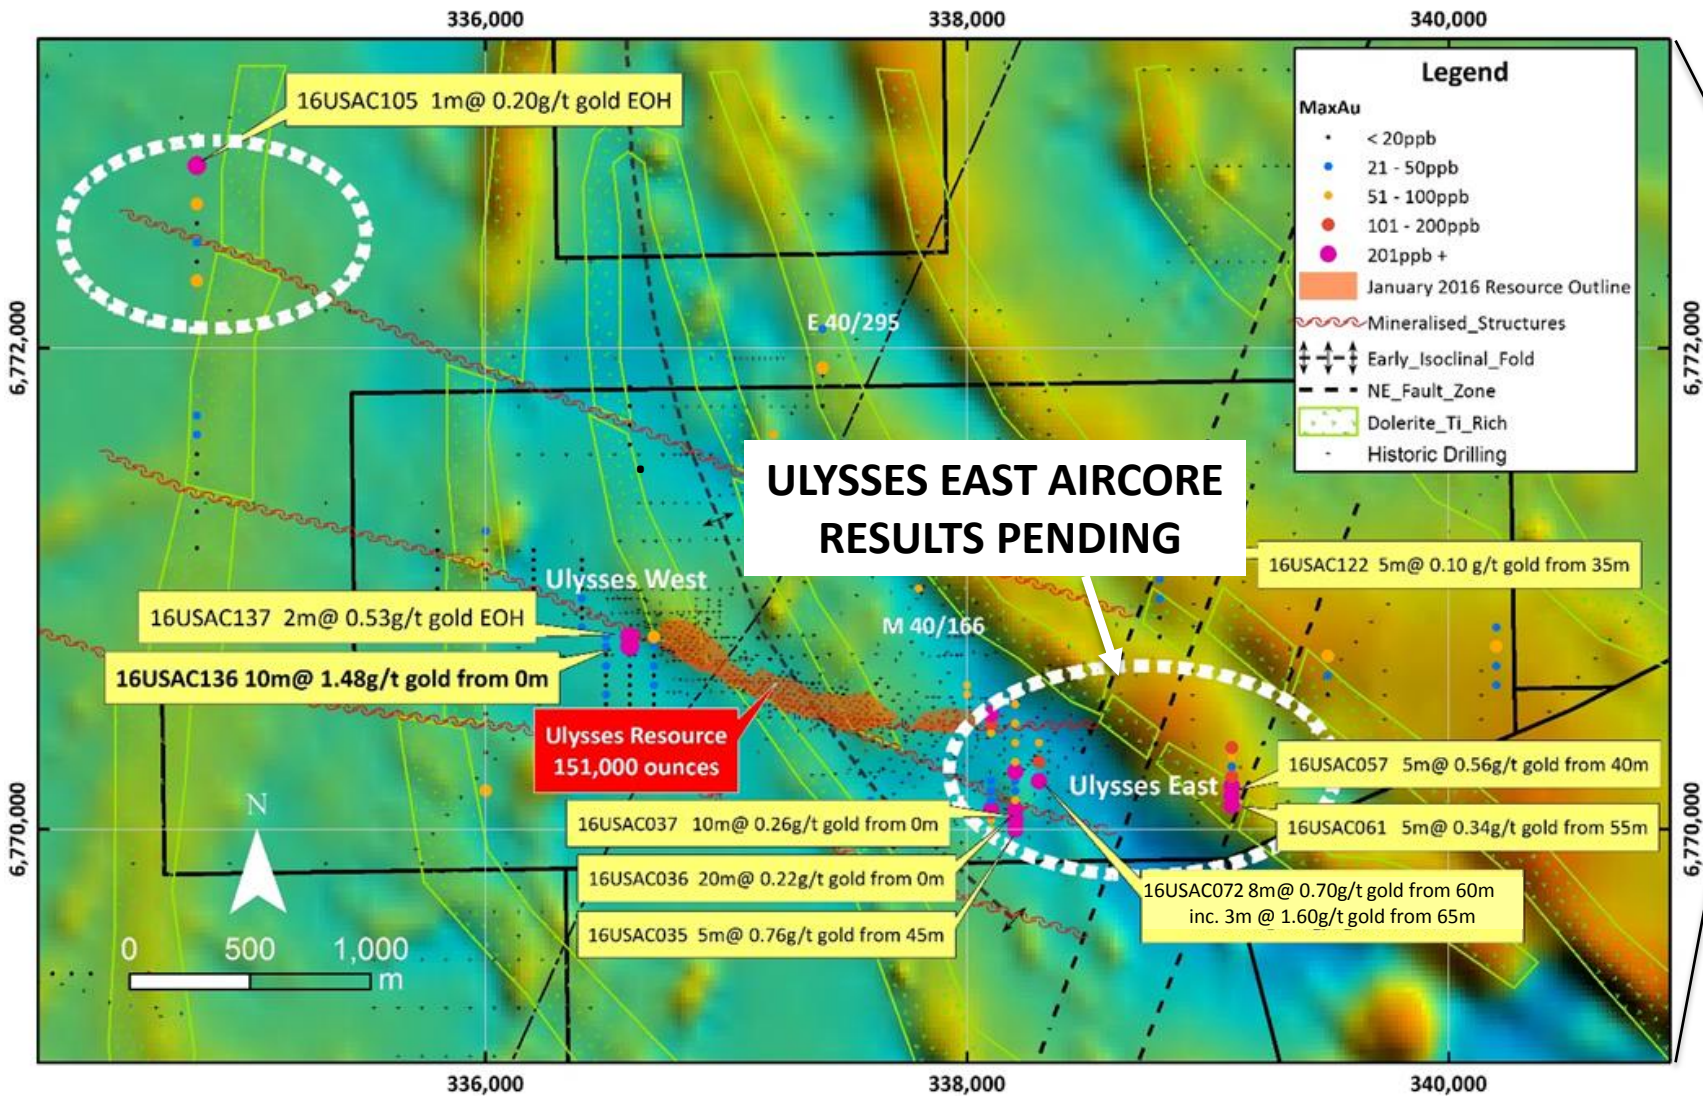 336,000
338,000
340,000
Legend
MaxAu
< 20ppb
21 - 50ppb
51 - 100ppb
101 - 200ppb
201ppb +
January 2016 Resource Outline
Mineralised_Structures
Early_Isoclinal_Fold
NE_Fault_Zone
Dolerite_Ti_Rich
Historic Drilling
16USAC105 1m@ 0.20g/t gold EOH
6,772,000
6,772,000
E 40/295
ULYSSES EAST AIRCORE
RESULTS PENDING
16USAC122 5m@ 0.10 g/t gold from 35m
Ulysses West
16USAC137 2m@ 0.53g/t gold EOH
M 40/166
16USAC136 10m@ 1.48g/t gold from 0m
Ulysses Resource
151,000 ounces
Ulysses East
16USAC057 5m@ 0.56g/t gold from 40m
16USAC037 10m@ 0.26g/t gold from 0m
16USAC061 5m@ 0.34g/t gold from 55m
6,770,000
6,770,000
16USAC036 20m@ 0.22g/t gold from 0m
16USAC072 8m@ 0.70g/t gold from 60m
inc. 3m @ 1.60g/t gold from 65m
16USAC035 5m@ 0.76g/t gold from 45m
N
0 500 1,000
m
336,000
338,000
340,000